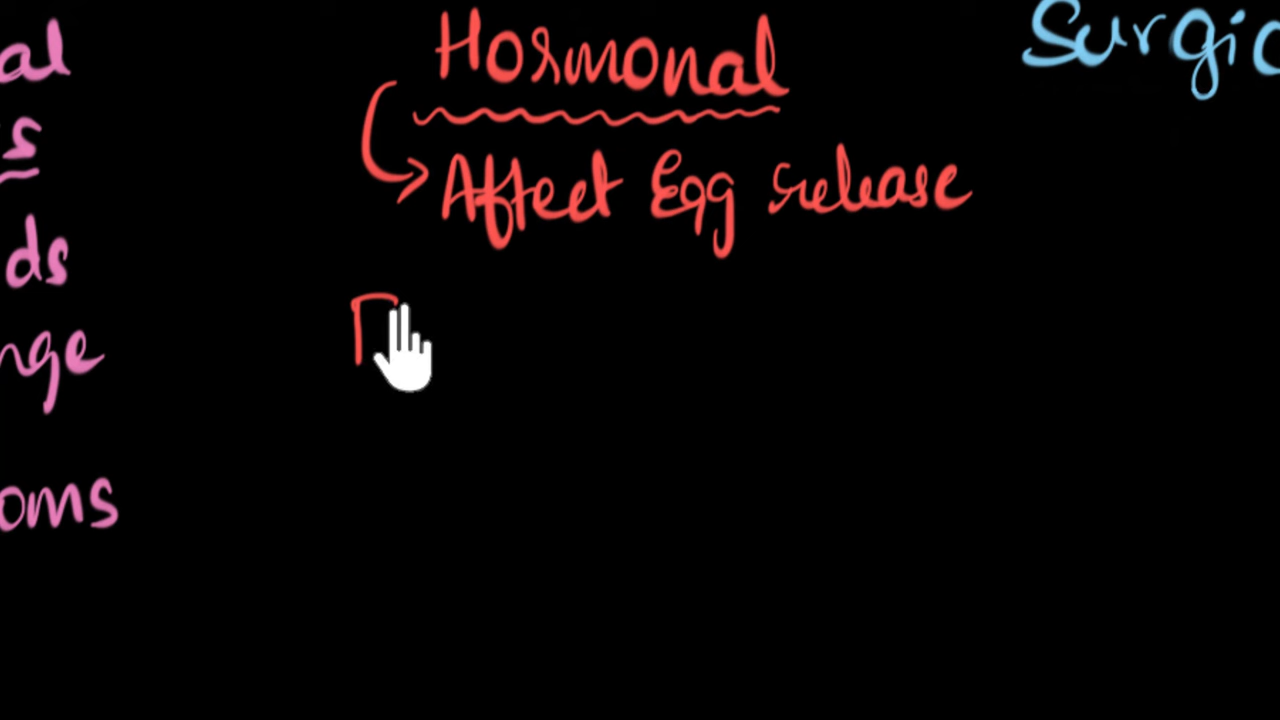 al
s
ds
nge
oms
Hormonal
Affect Egg release
Surgic